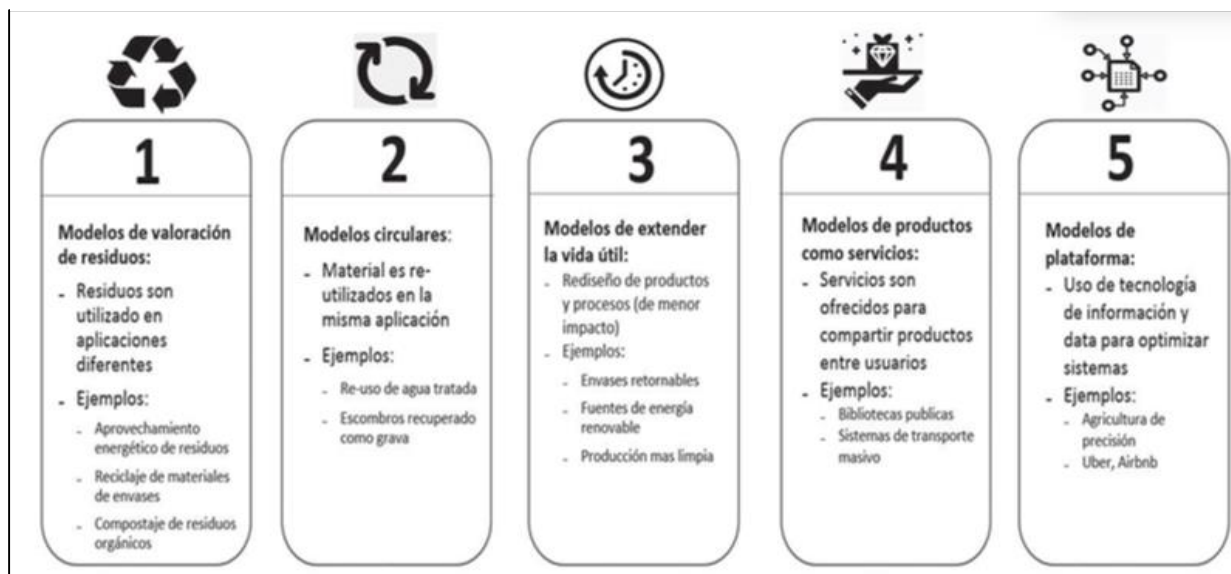 1
Modelos de valoración
de residuos:
- Residuos son
utilizado en
aplicaciones
diferentes
- Ejemplos:
- Aprovechamiento
energético de residuos
- Reciclaje de materiales
de envases
- Compostaje de residuos
orgánicos
2
Modelos circulares:
- Material es re-
utilizados en la
misma aplicación
- Ejemplos:
- Re-uso de agua tratada
- Escombros recuperado
como grava
3
Modelos de extender
la vida útil:
- Rediseño de productos
y procesos (de menor
impacto)
- Ejemplos:
- Envases retornables
- Fuentes de energía
renovable
- Producción mas limpia
4
Modelos de productos
como servicios:
- Servicios son
ofrecidos para
compartir productos
entre usuarios
- Ejemplos:
- Bibliotecas publicas
- Sistemas de transporte
masivo
5
Modelos de
plataforma:
- Uso de tecnología
de información y
data para optimizar
sistemas
- Ejemplos:
- Agricultura de
precisión
- Uber, Airbnb